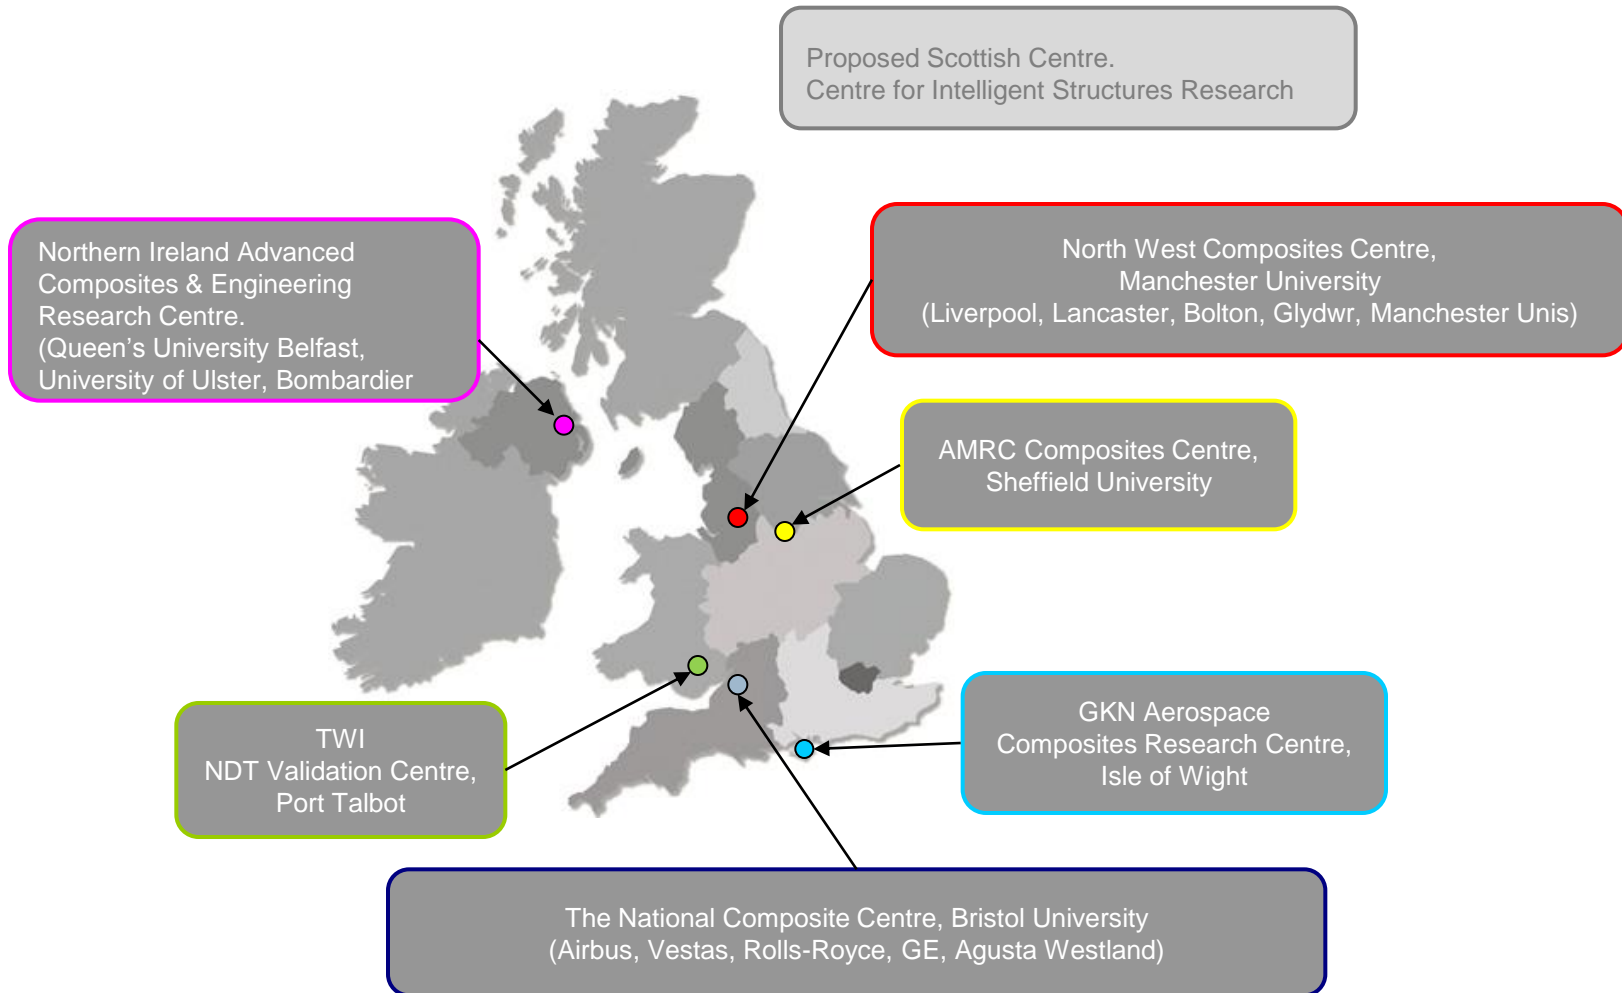 Proposed Scottish Centre.
Centre for Intelligent Structures Research
Northern Ireland Advanced
Composites & Engineering
Research Centre.
(Queen’s University Belfast,
University of Ulster, Bombardier
North West Composites Centre,
Manchester University
(Liverpool, Lancaster, Bolton, Glydwr, Manchester Unis)
AMRC Composites Centre,
Sheffield University
TWI
NDT Validation Centre,
Port Talbot
GKN Aerospace
Composites Research Centre,
Isle of Wight
The National Composite Centre, Bristol University
(Airbus, Vestas, Rolls-Royce, GE, Agusta Westland)